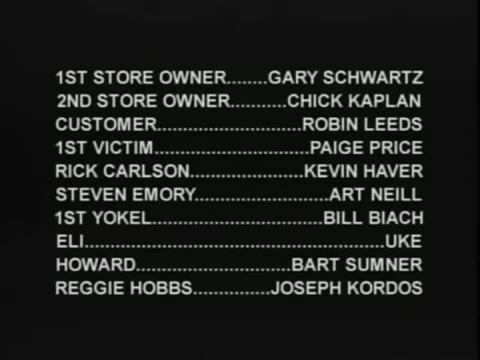 1ST STORE OWNER........GARY SCHWARTZ
2ND STORE OWNER...........CHICK KAPLAN
CUSTOMER............................ROBIN LEEDS
1ST VICTIM..............................PAIGE PRICE
RICK CARLSON......................KEVIN HAVER
STEVEN EMORY..........................ART NEILL
1ST YOKEL.................................BILL BIACH
ELI..........................................................UKE
HOWARD..............................BART SUMNER
REGGIE HOBBS...............JOSEPH KORDOS